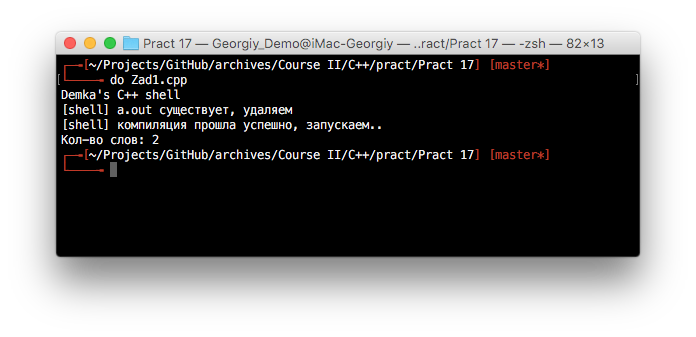 Pract 17 — Georgiy_Demo@iMac-Georgiy — ..ract/Pract 17 — -zsh — 82×13
[~/Projects/GitHub/archives/Course II/C++/pract/Pract 17] [master*]
do Zad1.cpp
Demka's C++ shell
[shell] a.out существует, удаляем
[shell] компиляция прошла успешно, запускаем..
Кол-во слов: 2
[~/Projects/GitHub/archives/Course II/C++/pract/Pract 17] [master*]